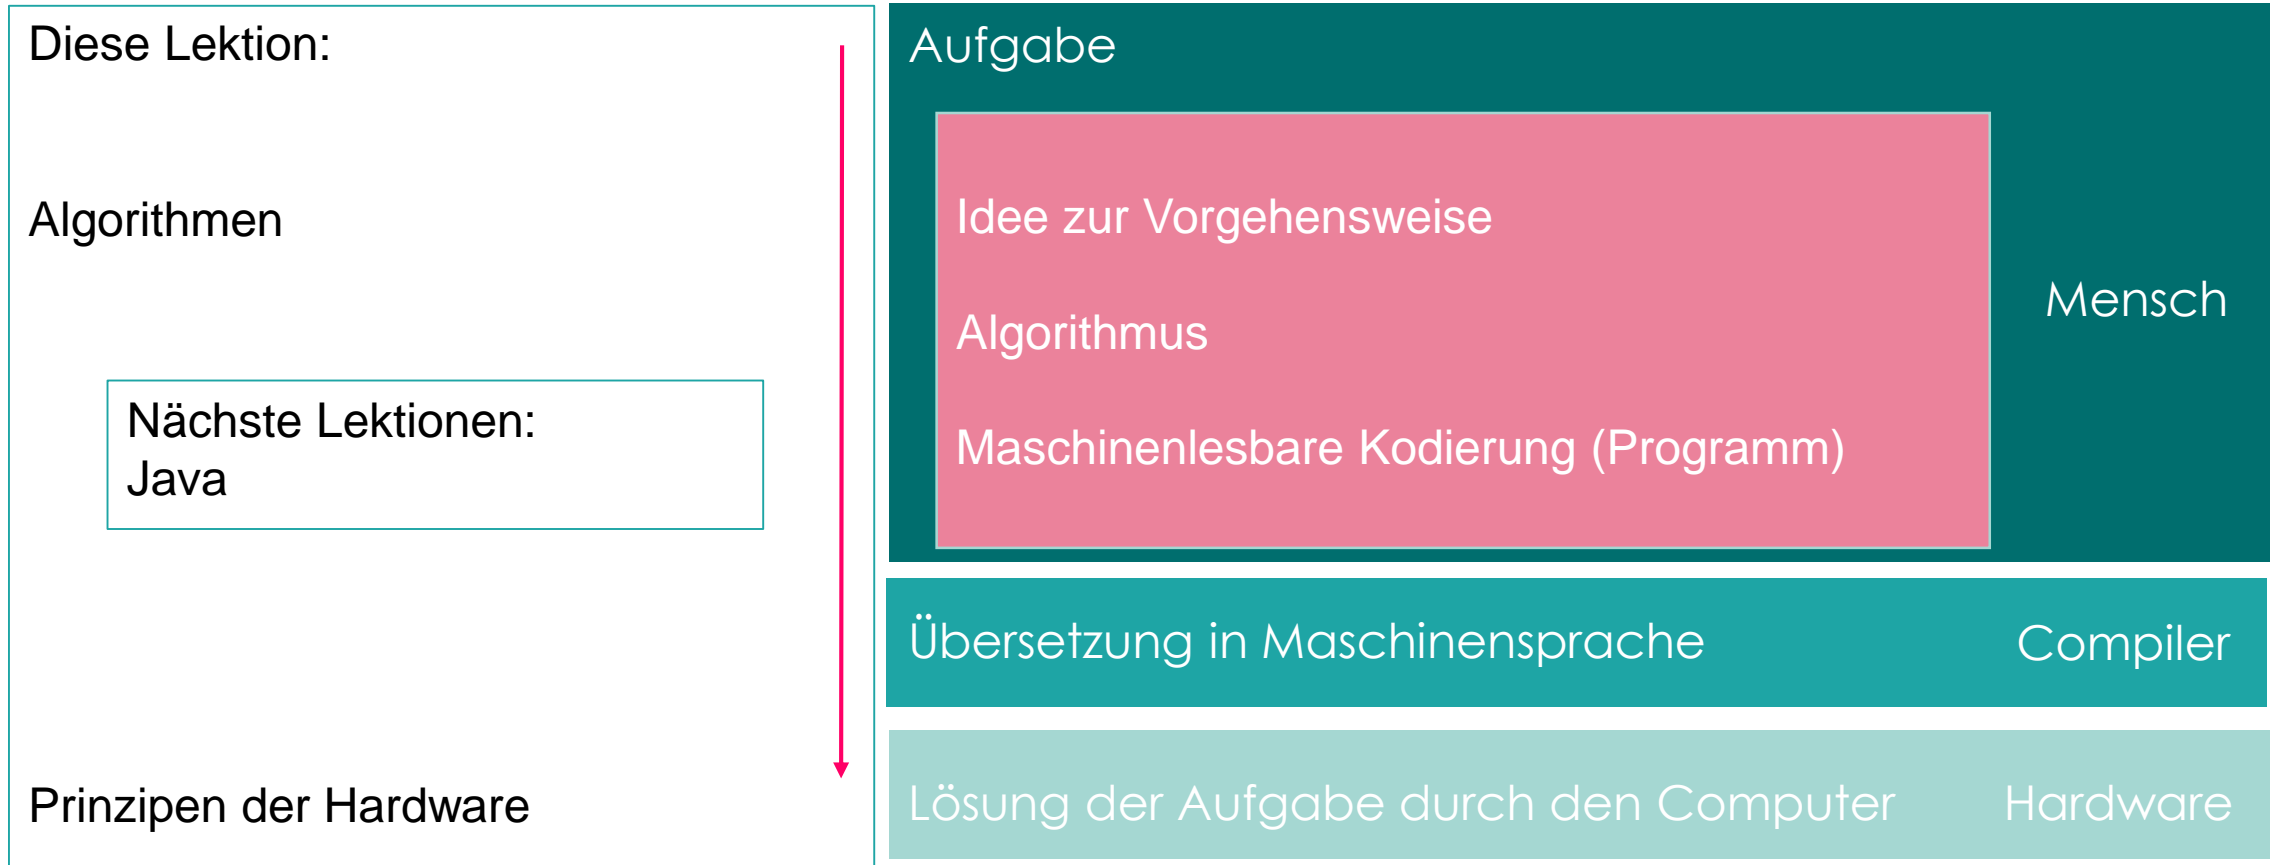 Diese Lektion:
Algorithmen
Nächste Lektionen:
Java
Prinzipen der Hardware
Aufgabe
Idee zur Vorgehensweise
Algorithmus
Maschinenlesbare Kodierung (Programm)
Mensch
Übersetzung in Maschinensprache
Compiler
Lösung der Aufgabe durch den Computer
Hardware